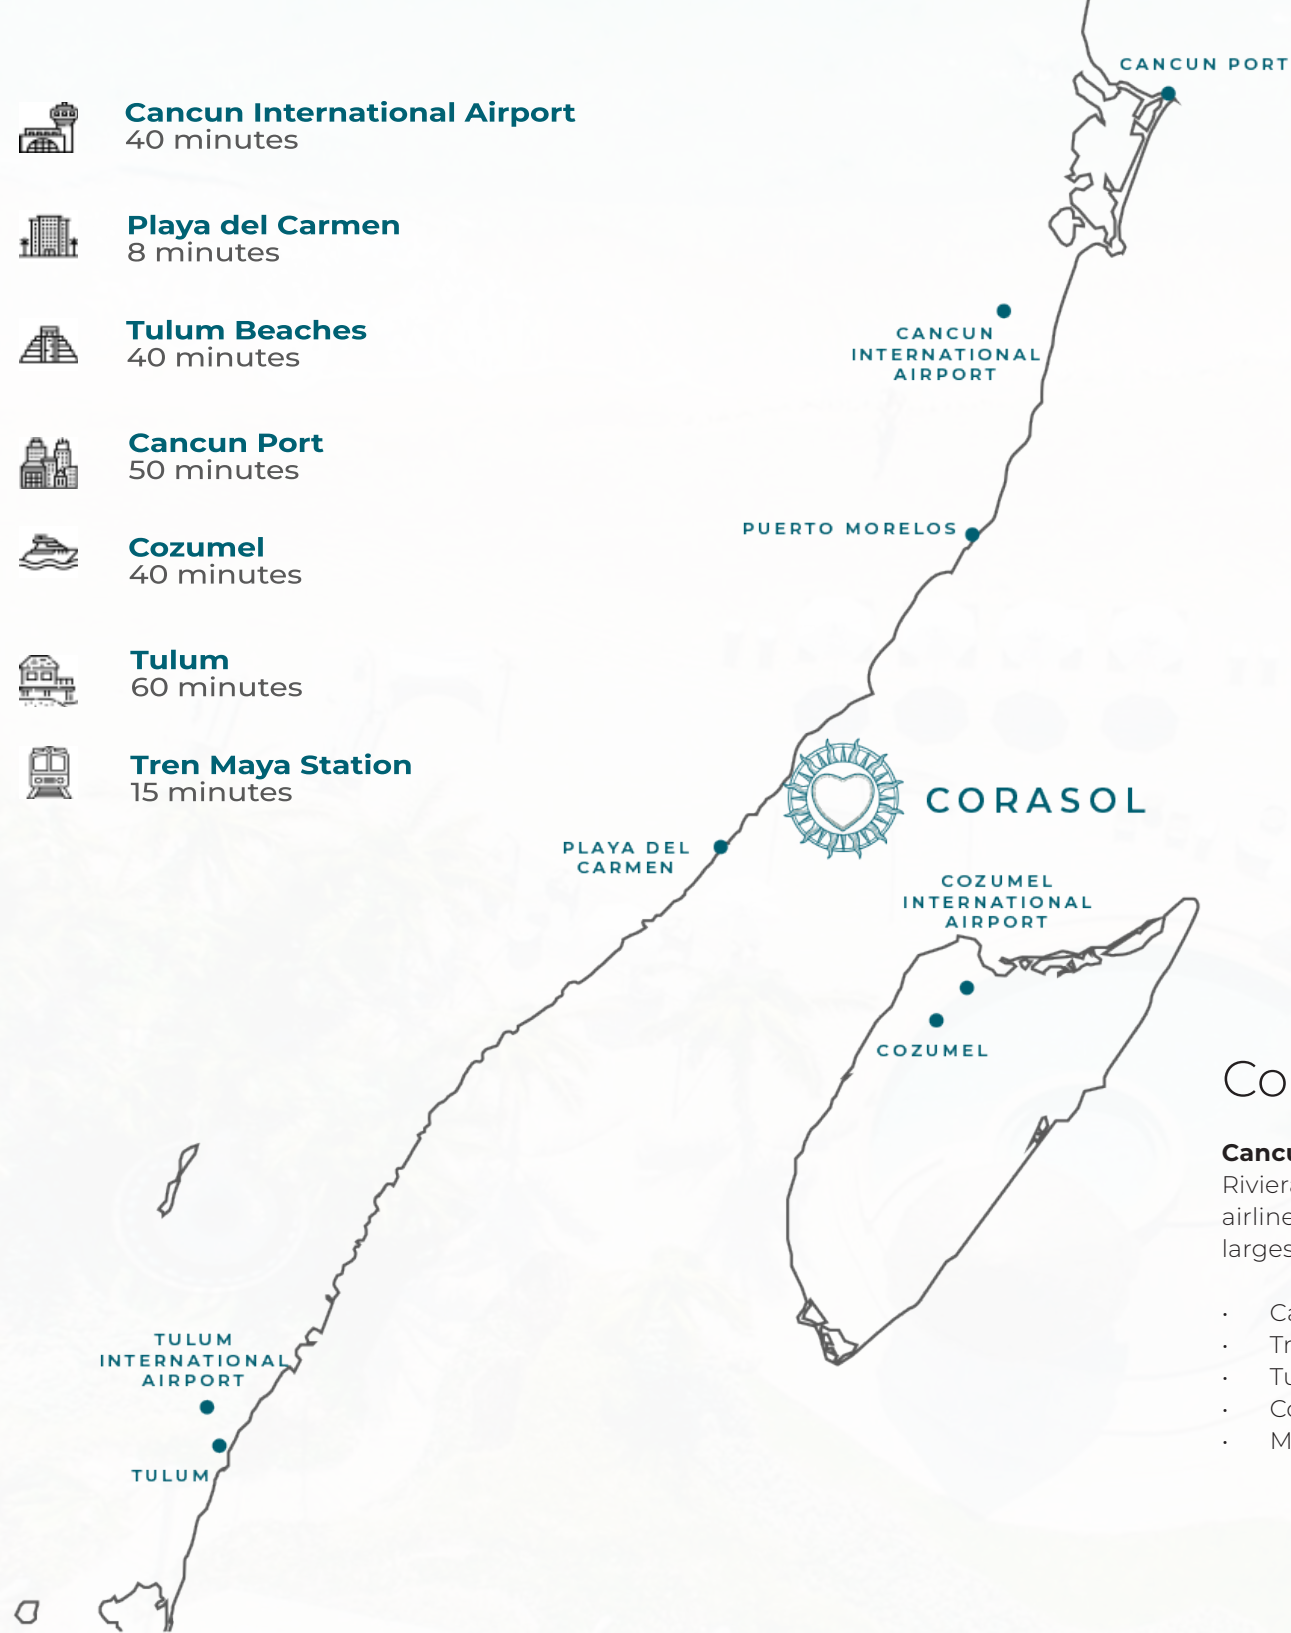 Cancun International Airport
40 minutes
Playa del Carmen
8 minutes
Tulum Beaches
40 minutes
Cancun Port
50 minutes
Cozumel
40 minutes
Tulum
60 minutes
Tren Maya Station
15 minutes
CANCUN PORT
CANCUN
INTERNATIONAL
AIRPORT
PUERTO MORELOS
CORASOL
PLAYA DEL
CARMEN
COZUMEL
INTERNATIONAL
AIRPORT
COZUMEL
TULUM
INTERNATIONAL
AIRPORT
TULUM